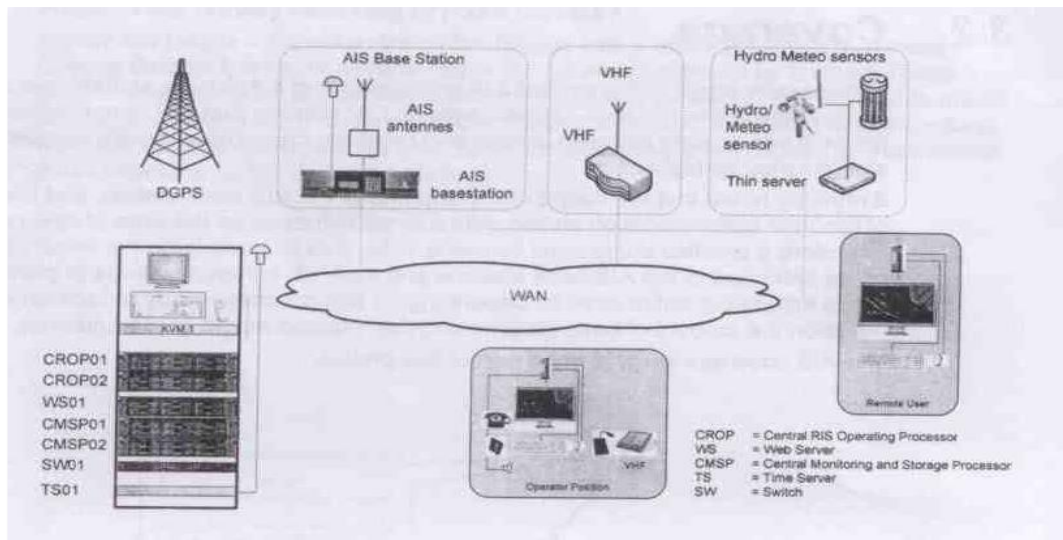 AIS Base Station
AIS
antennes
AIS
basestation
DGPS
VHF
VHF
Hydro Meteo sensors
Hydro/
Meteo
sensor
Thin server
WAN
KVM.1
CROP01
CROP02
WS01
CMSP01
CMSP02
SW01
TS01
VHF
Operator Position
Remote User
CROP = Central RIS Operating Processor
WS = Web Server
CMSP = Central Monitoring and Storage Processor
TS = Time Server
SW = Switch